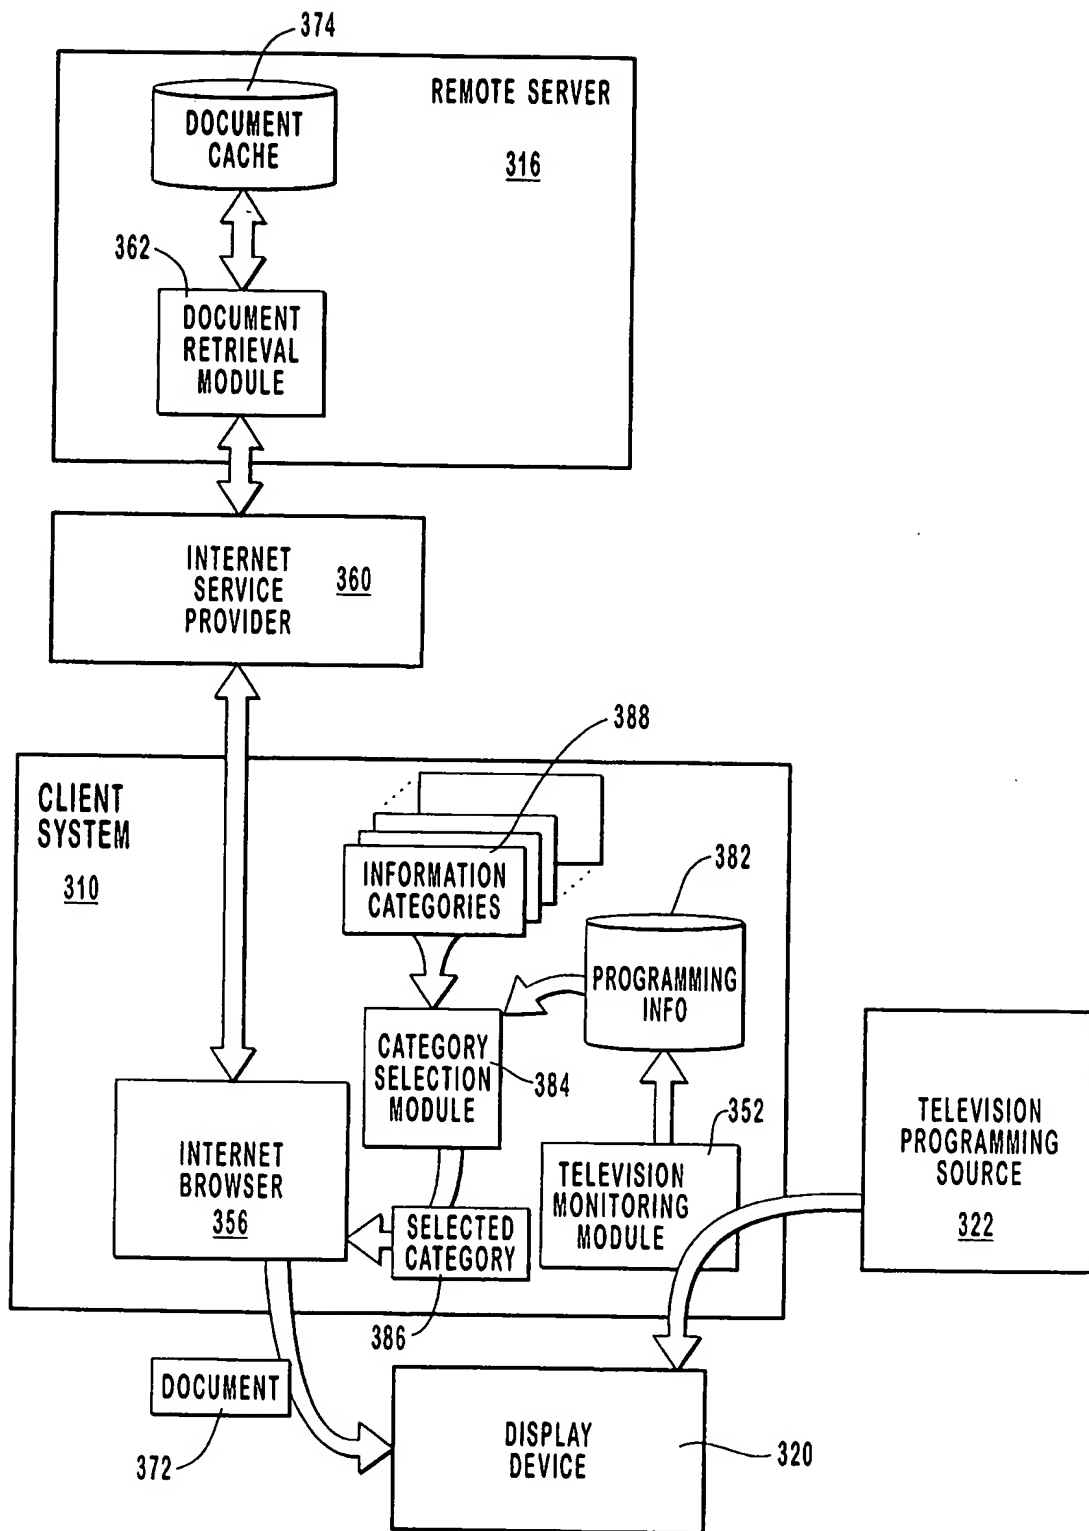 374
REMOTE SERVER
316
DOCUMENT
CACHE
362
DOCUMENT
RETRIEVAL
MODULE
INTERNET
SERVICE
PROVIDER
360
388
CLIENT
SYSTEM
310
INFORMATION
CATEGORIES
382
PROGRAMMING
INFO
CATEGORY
SELECTION
MODULE
384
352
TELEVISION
MONITORING
MODULE
TELEVISION
PROGRAMMING
SOURCE
322
INTERNET
BROWSER
356
SELECTED
CATEGORY
386
DOCUMENT
372
DISPLAY
DEVICE
320